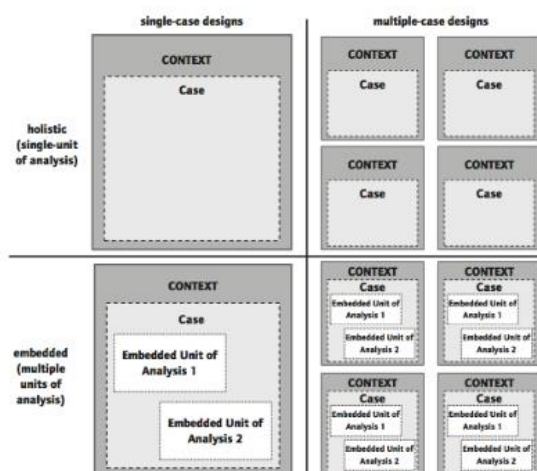 single-case designs
multiple-case designs
holistic
(single-unit
of analysis)
CONTEXT
Case
CONTEXT
Case
CONTEXT
Case
CONTEXT
Case
CONTEXT
Case
embedded
(multiple
units of
analysis)
CONTEXT
Case
Embedded Unit of
Analysis 1
Embedded Unit of
Analysis 2
CONTEXT
Case
Embedded Unit of
Analysis 1
Embedded Unit of
Analysis 2
CONTEXT
Case
Embedded Unit of
Analysis 1
Embedded Unit of
Analysis 2
CONTEXT
Case
Embedded Unit of
Analysis 1
Embedded Unit of
Analysis 2
CONTEXT
Case
Embedded Unit of
Analysis 1
Embedded Unit of
Analysis 2